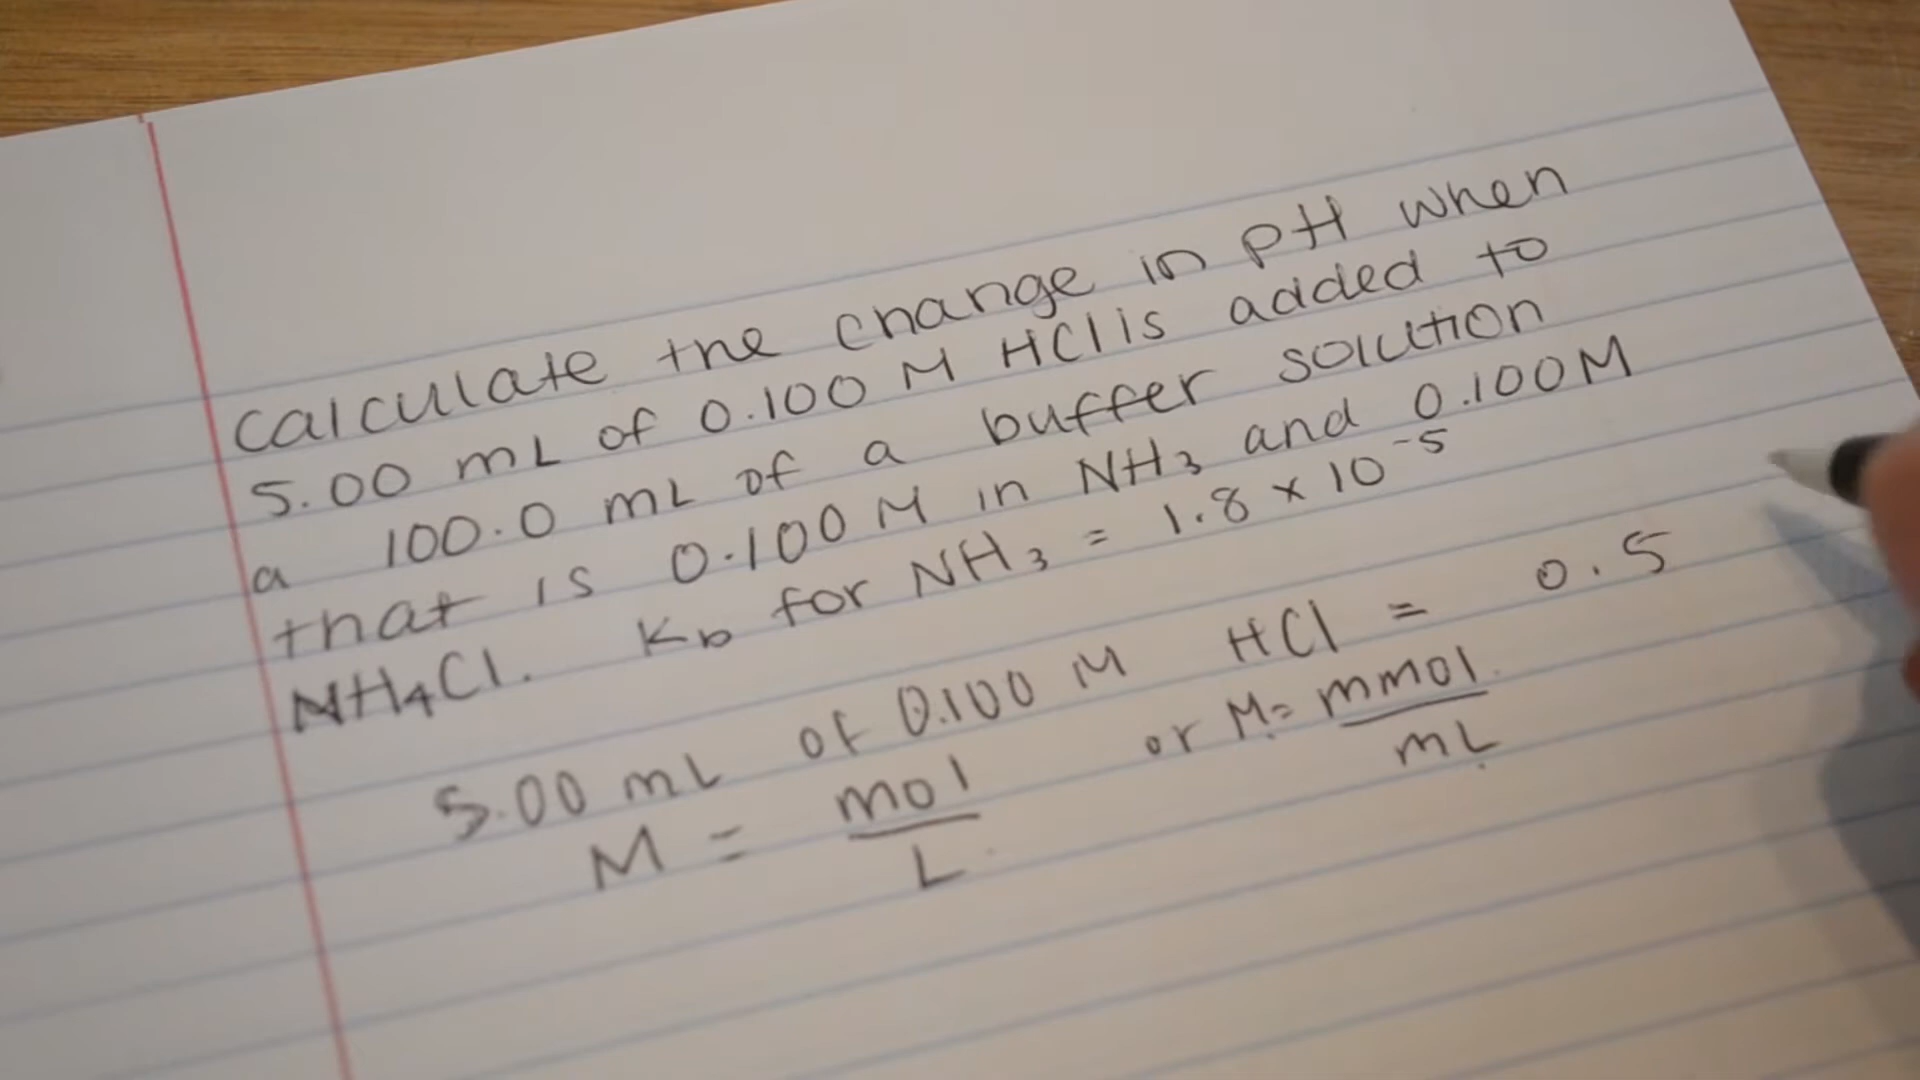 calculate the change in pH when
5.00 mL of 0.100 M HCl is added to
a 100.0 mL of a buffer solution
that is 0.100 M in NH3 and 0.100 M
NH4Cl. Kb for NH3 = 1.8 x 10^-5
5.00 mL of 0.100 M HCl = 0.5
M = mol/L or M = mmol/mL